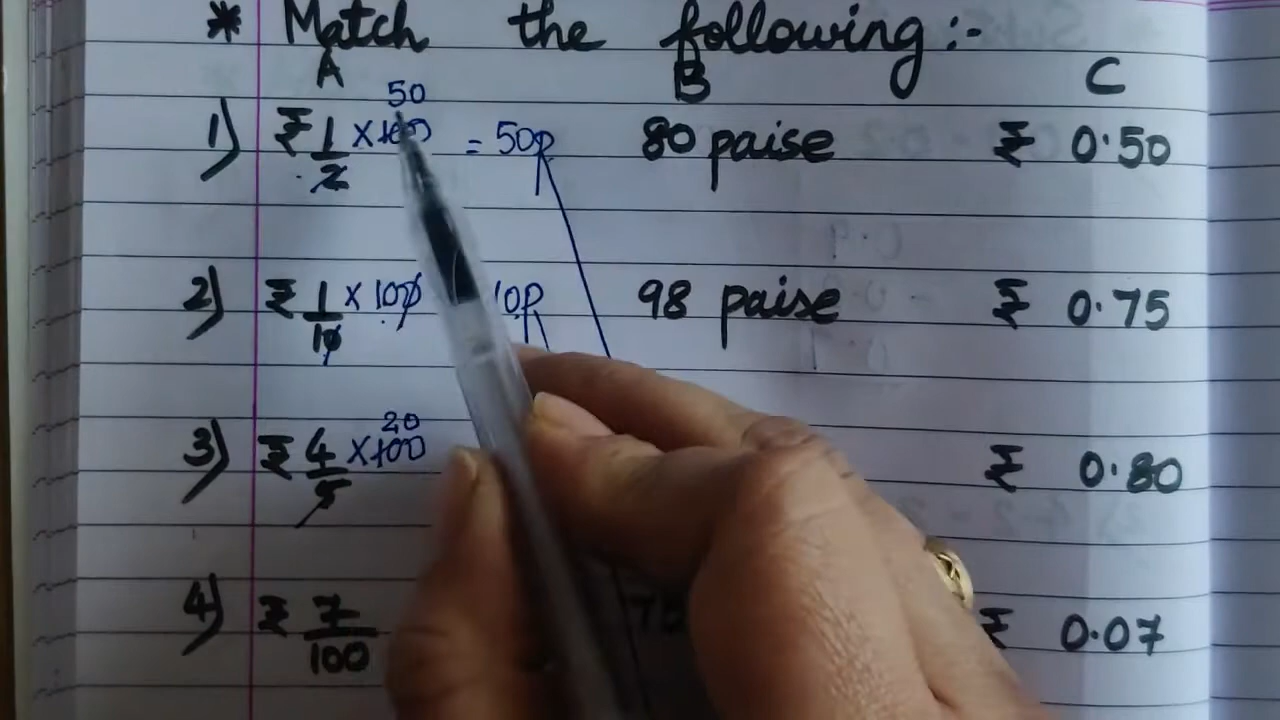 * Match the following :-
A B C
50
1) ₹ 1/2 × 100 = 50p 80 paise ₹ 0.50
2) ₹ 1/10 × 100 10p 98 paise ₹ 0.75
20
3) ₹ 4/5 × 100 ₹ 0.80
4) ₹ 7/100 75 ₹ 0.07